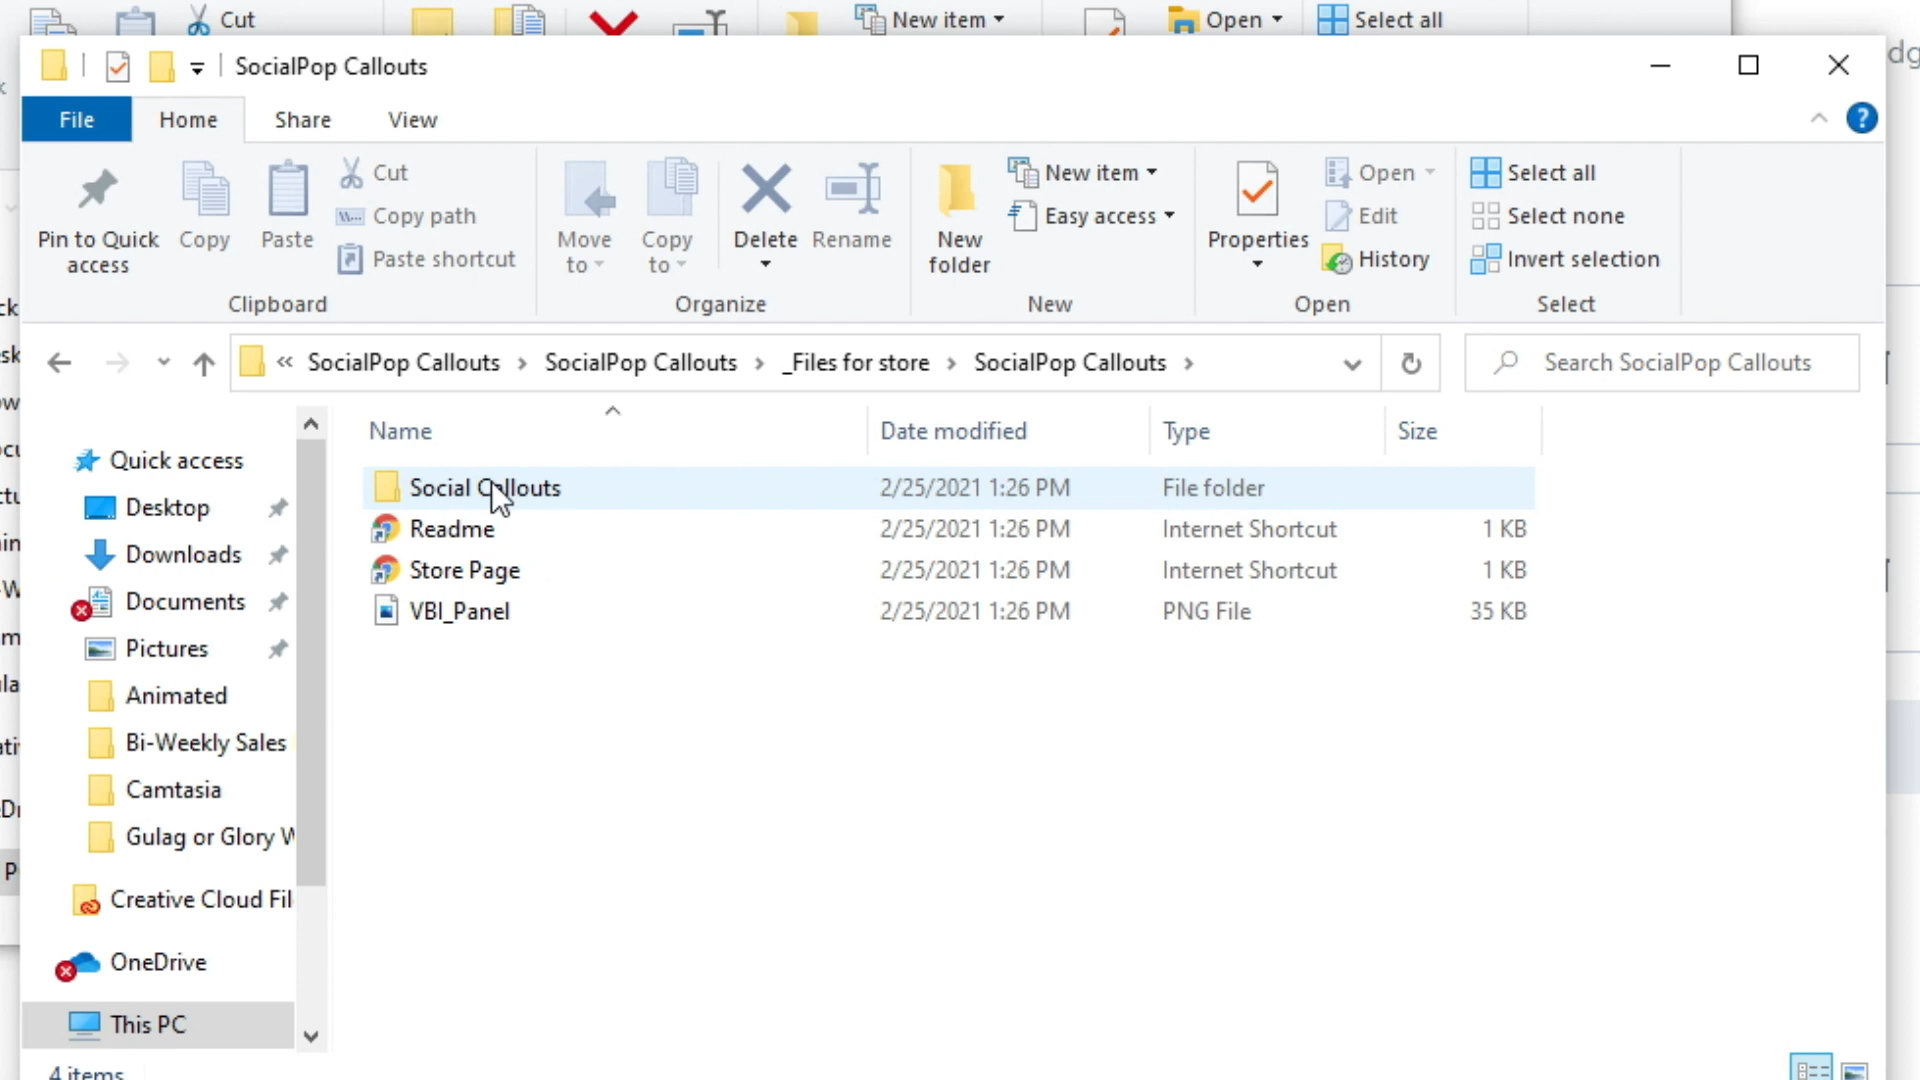 Cut
New item
Open
Select all
dg
SocialPop Callouts
File
Home
Share
View
Pin to Quick access
Copy
Paste
Cut
Copy path
Paste shortcut
Clipboard
Move to
Copy to
Delete
Rename
Organize
New folder
New item
Easy access
New
Properties
Open
Edit
History
Open
Select all
Select none
Invert selection
Select
« SocialPop Callouts › SocialPop Callouts › _Files for store › SocialPop Callouts ›
Search SocialPop Callouts
Name
Date modified
Type
Size
Social Callouts 2/25/2021 1:26 PM File folder
Readme 2/25/2021 1:26 PM Internet Shortcut 1 KB
Store Page 2/25/2021 1:26 PM Internet Shortcut 1 KB
VBI_Panel 2/25/2021 1:26 PM PNG File 35 KB
Quick access
Desktop
Downloads
Documents
Pictures
Animated
Bi-Weekly Sales
Camtasia
Gulag or Glory W
Creative Cloud Fil
OneDrive
This PC
4 items